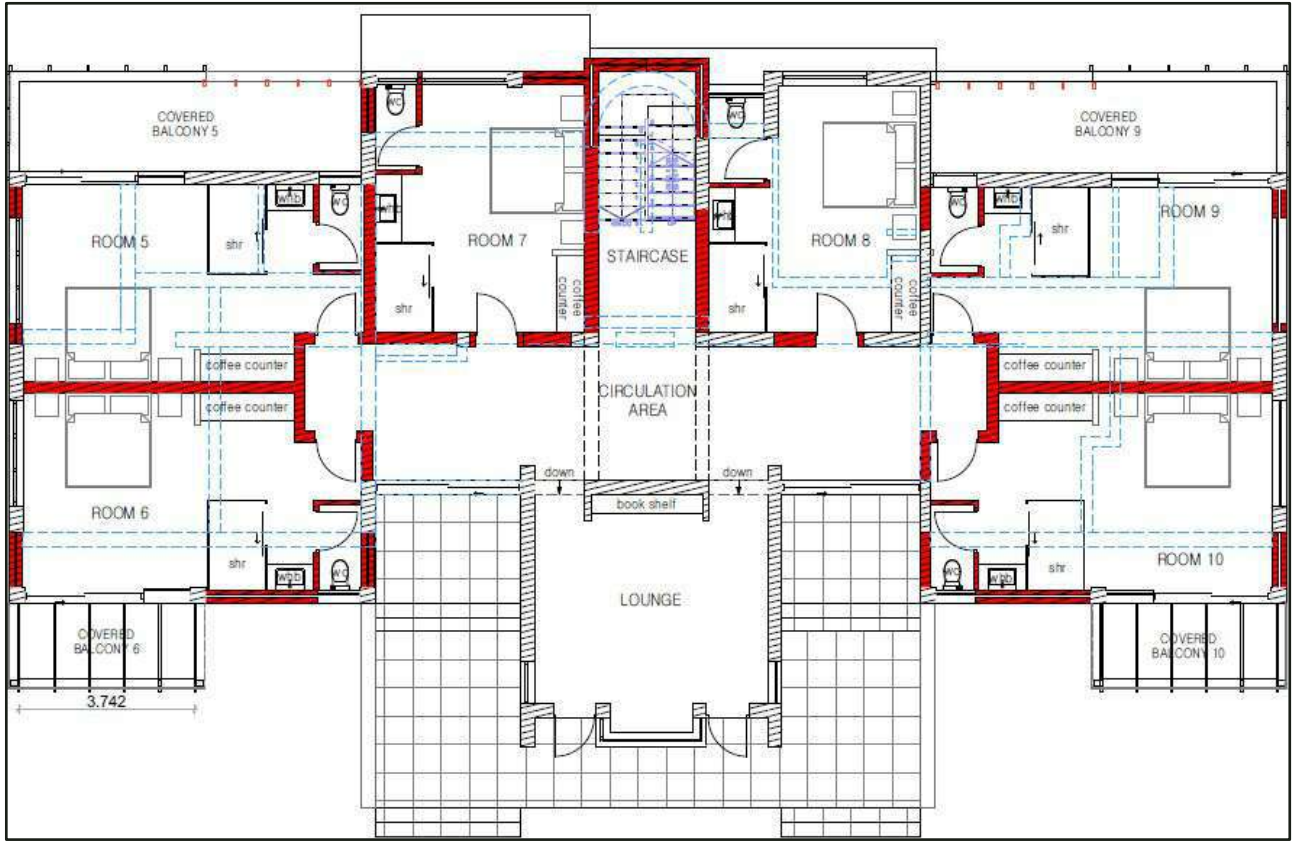 COVERED
BALCONY 5
COVERED
BALCONY 9
wc
wc
whb
wc
wc
whb
ROOM 5
shr
whb
ROOM 7
whb
ROOM 8
shr
ROOM 9
STAIRCASE
shr
coffee
counter
shr
coffee
counter
coffee counter
coffee counter
coffee counter
coffee counter
CIRCULATION
AREA
down
down
book shelf
ROOM 6
shr
whb
wc
LOUNGE
wc
whb
shr
ROOM 10
COVERED
BALCONY 6
COVERED
BALCONY 10
3.742